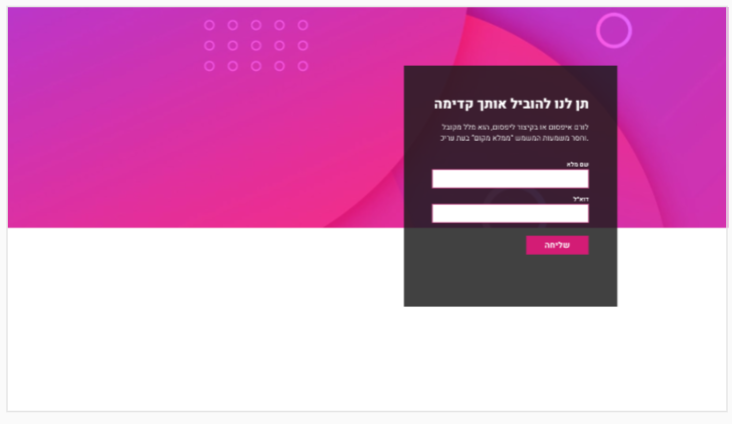 תן לנו להוביל אותך קדימה
לורם איפסום או בקיצור ליפסום, הוא מלל מקובל
וחסר משמעות המשמש "ממלא מקום" בעת עריכ.
שם מלא
דוא"ל
שליחה